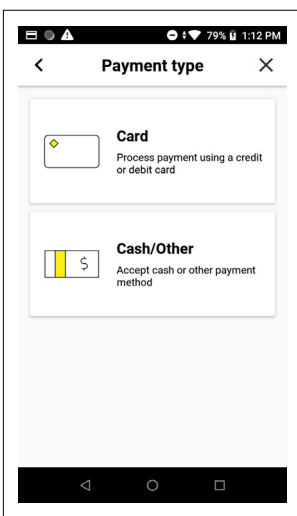 79% 1:12 PM
Payment type
Card
Process payment using a credit
or debit card
$
Cash/Other
Accept cash or other payment
method